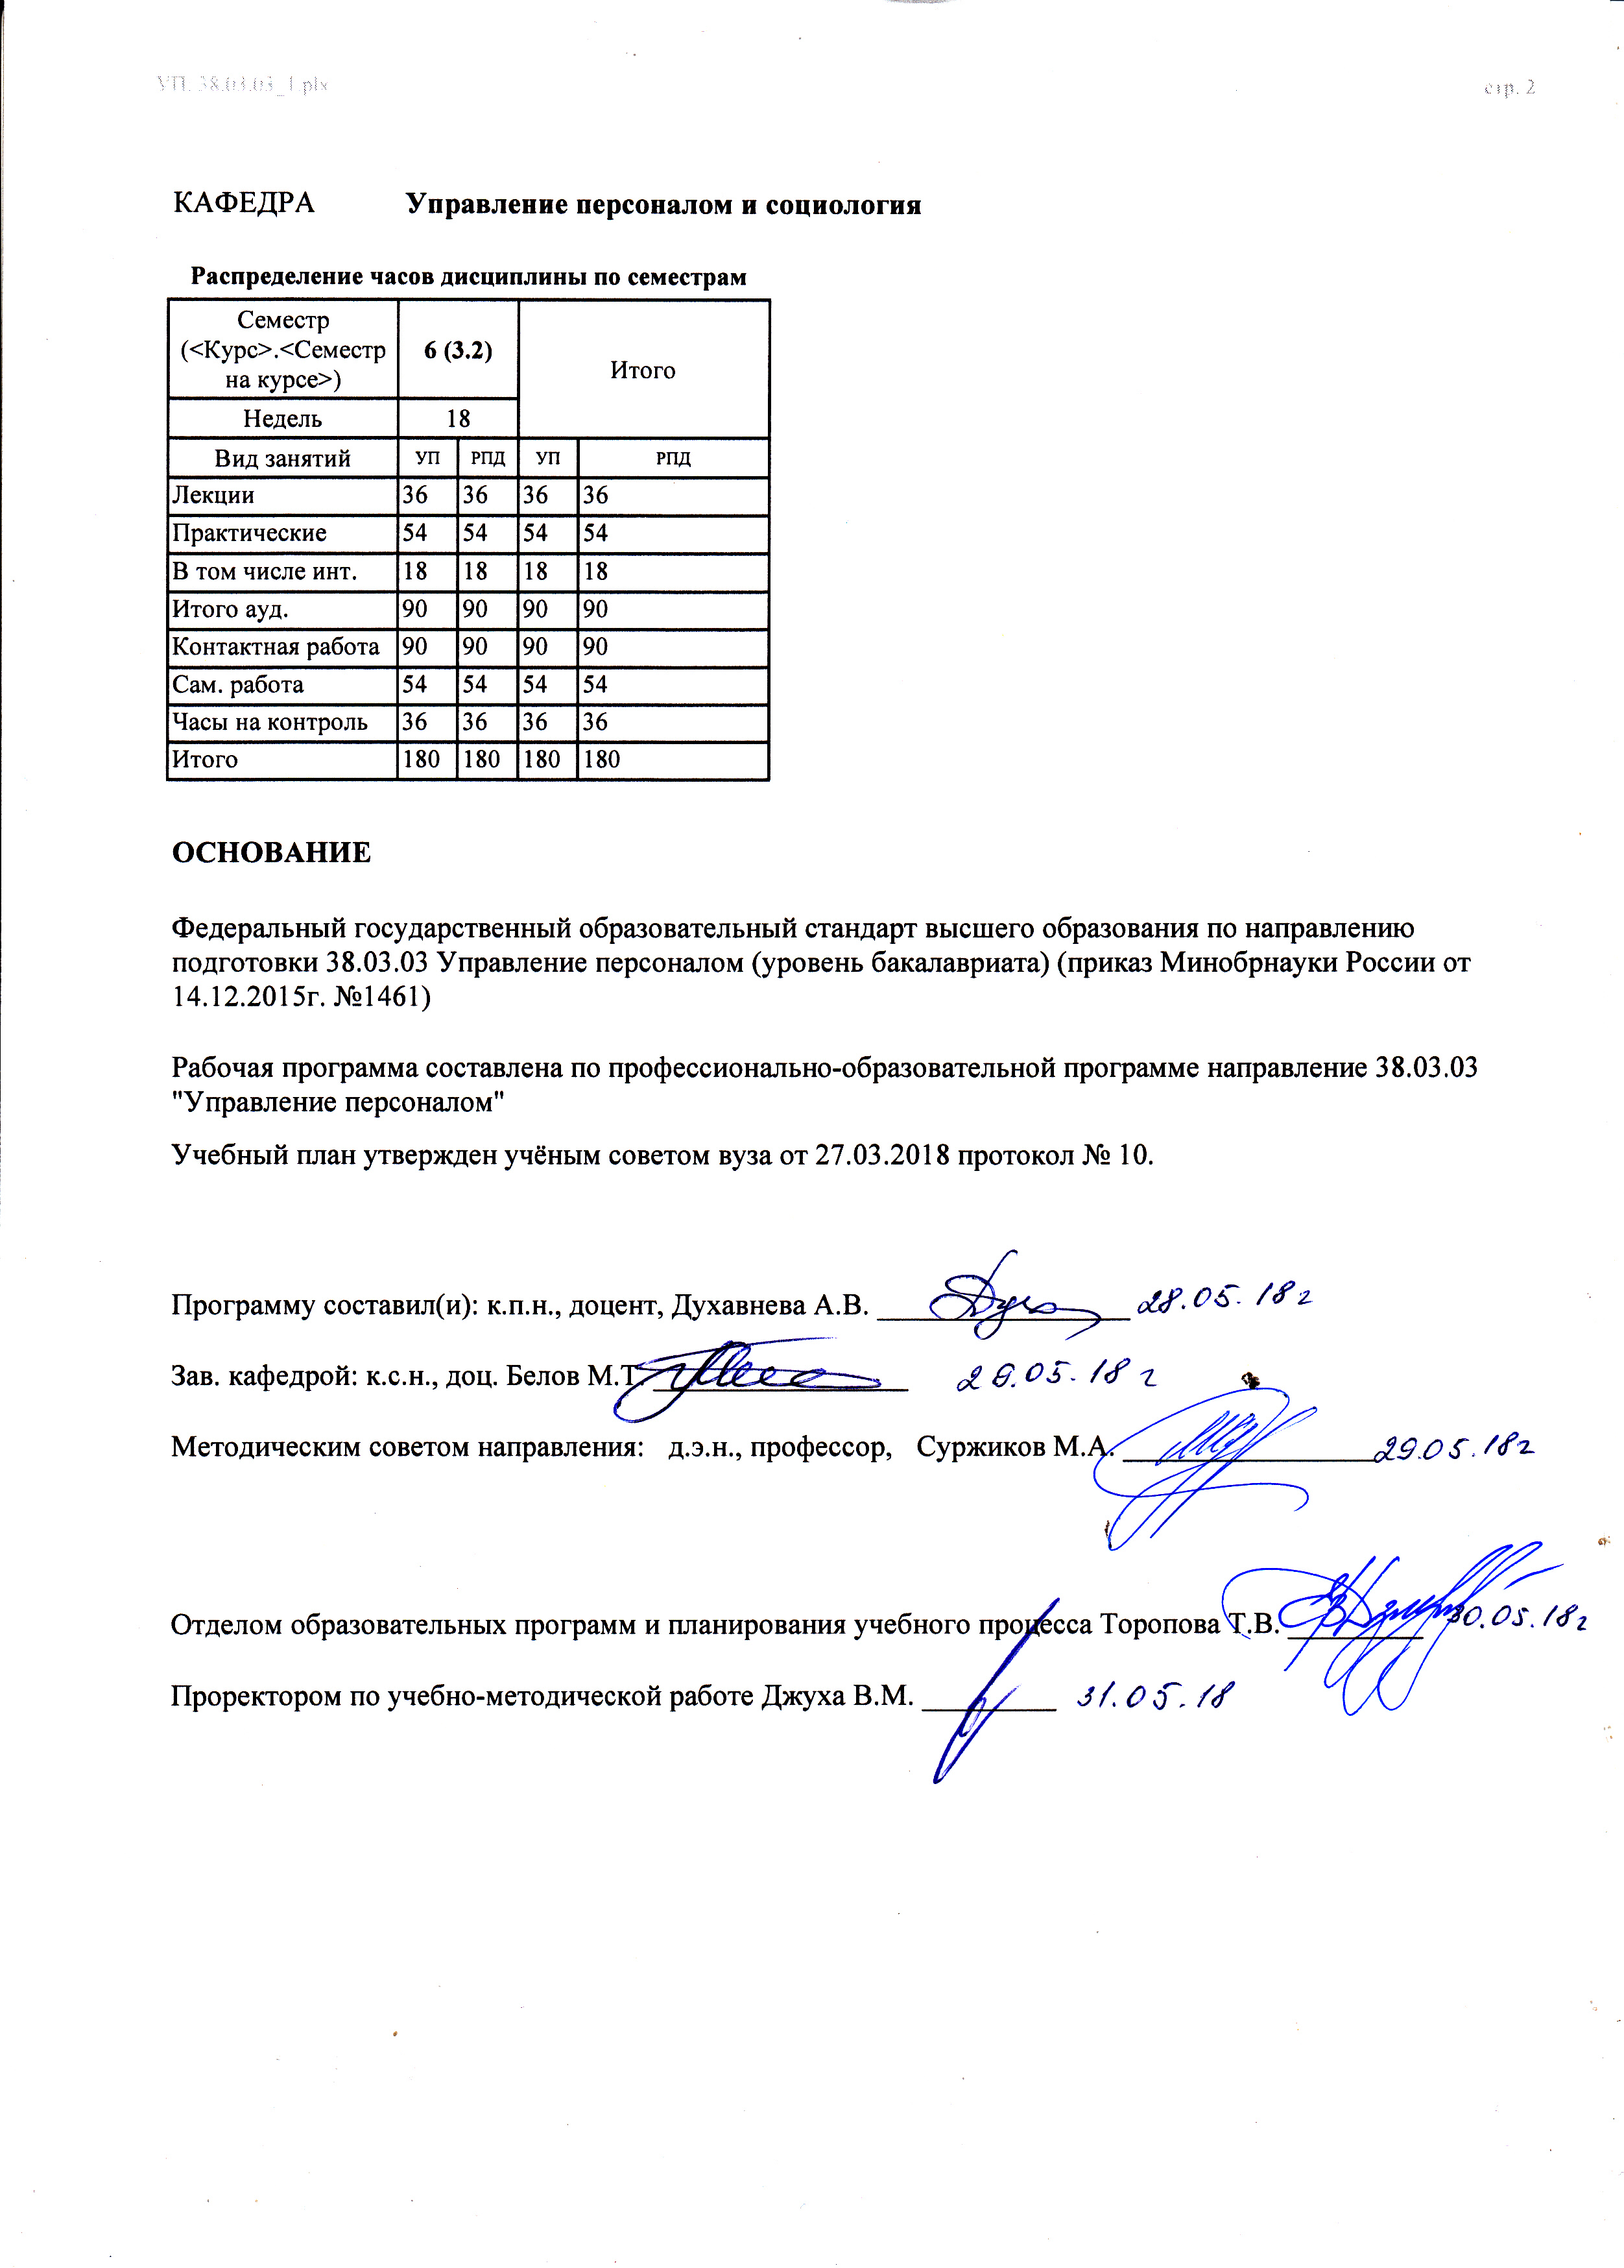 УП. 38.03.03_1.plx
стр. 2
КАФЕДРА Управление персоналом и социология
Распределение часов дисциплины по семестрам
Семестр (<Курс>.<Семестр на курсе>) 6 (3.2) Итого
Недель 18
Вид занятий УП РПД УП РПД
Лекции 36 36 36 36
Практические 54 54 54 54
В том числе инт. 18 18 18 18
Итого ауд. 90 90 90 90
Контактная работа 90 90 90 90
Сам. работа 54 54 54 54
Часы на контроль 36 36 36 36
Итого 180 180 180 180
ОСНОВАНИЕ
Федеральный государственный образовательный стандарт высшего образования по направлению
подготовки 38.03.03 Управление персоналом (уровень бакалавриата) (приказ Минобрнауки России от
14.12.2015г. №1461)
Рабочая программа составлена по профессионально-образовательной программе направление 38.03.03
"Управление персоналом"
Учебный план утвержден учёным советом вуза от 27.03.2018 протокол № 10.
Программу составил(и): к.п.н., доцент, Духавнева А.В. 28.05.18 г
Зав. кафедрой: к.с.н., доц. Белов М.Т. .05.18 г
Методическим советом направления: д.э.н., профессор, Суржиков М.А. 29.05.18 г
Отделом образовательных программ и планирования учебного процесса Торопова Т.В. 30.05.18 г
Проректором по учебно-методической работе Джуха В.М. 31.05.18